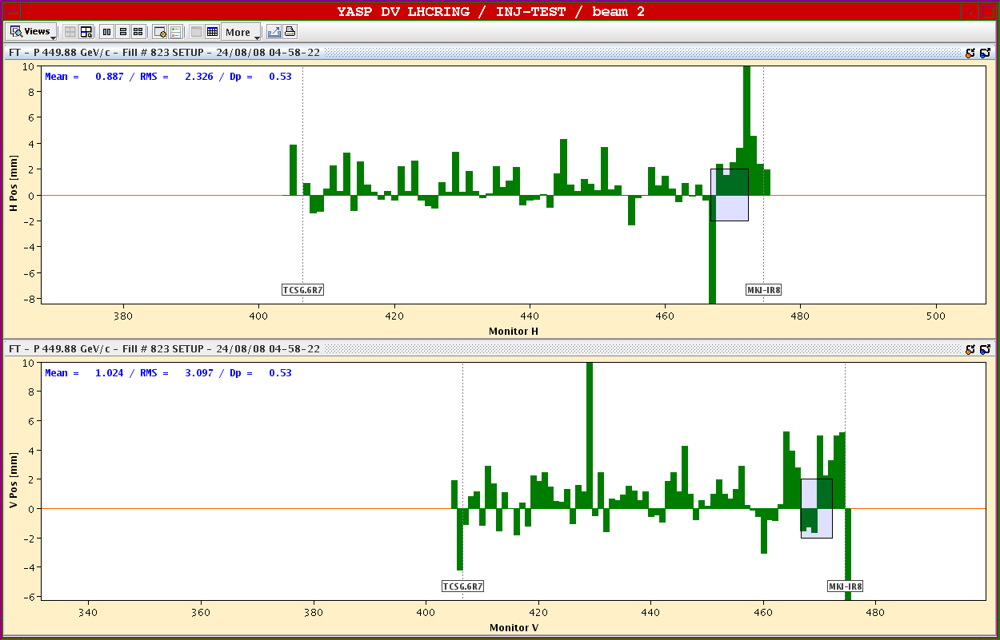 YASP DV LHCRING / INJ-TEST / beam 2
Views More
FT - P 449.88 GeV/c - Fill # 823 SETUP - 24/08/08 04-58-22
Mean = 0.887 / RMS = 2.326 / Dp = 0.53
10
8
6
4
2
0
-2
-4
-6
-8
H Pos [mm]
TCSG.6R7 MKI-IR8
380 400 420 440 460 480 500
Monitor H
FT - P 449.88 GeV/c - Fill # 823 SETUP - 24/08/08 04-58-22
Mean = 1.024 / RMS = 3.097 / Dp = 0.53
10
8
6
4
2
0
-2
-4
-6
V Pos [mm]
TCSG.6R7 MKI-IR8
340 360 380 400 420 440 460 480
Monitor V